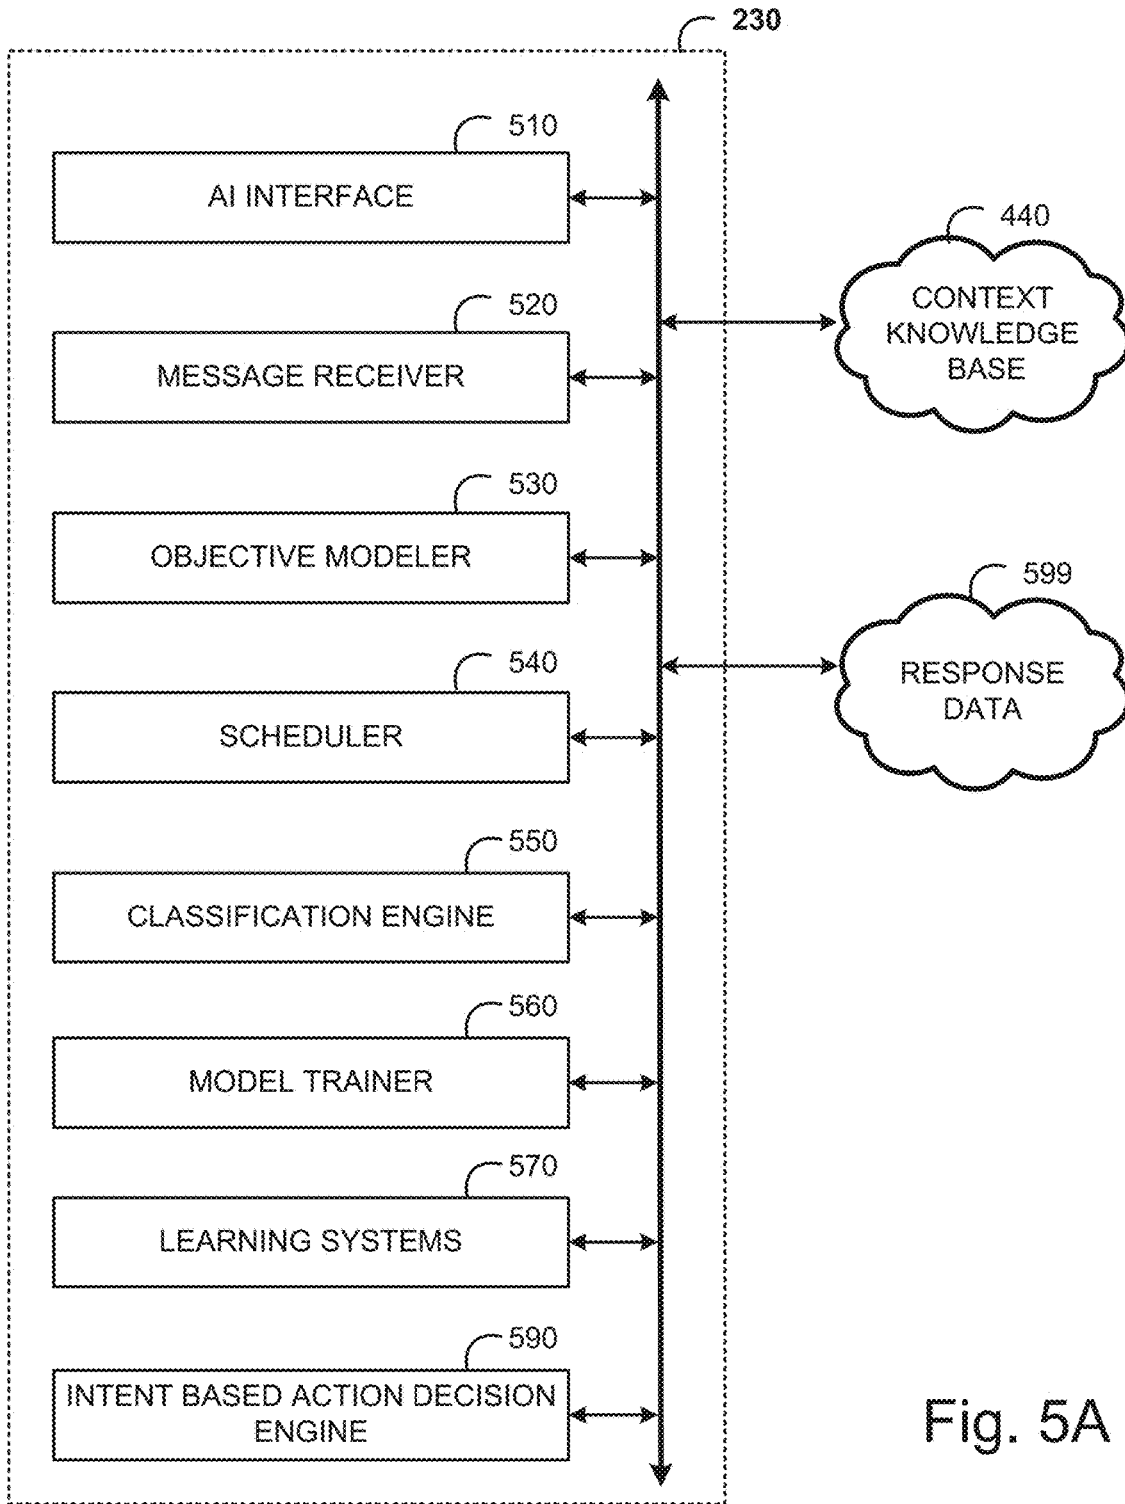 230
510
AI INTERFACE
440
CONTEXT
KNOWLEDGE
BASE
520
MESSAGE RECEIVER
530
OBJECTIVE MODELER
599
RESPONSE
DATA
540
SCHEDULER
550
CLASSIFICATION ENGINE
560
MODEL TRAINER
570
LEARNING SYSTEMS
590
INTENT BASED ACTION DECISION
ENGINE
Fig. 5A